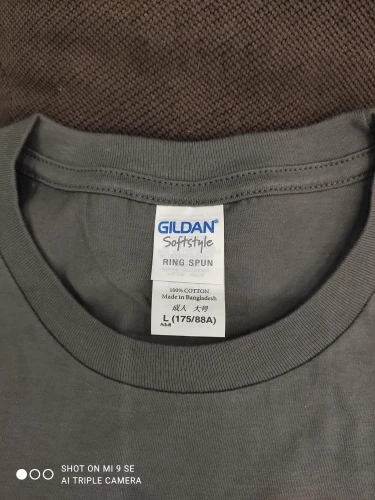 GILDAN®
Softstyle
RING SPUN
100% COTTON
Made in Bangladesh
成人 大号
L (175/88A)
Adult
SHOT ON MI 9 SE
AI TRIPLE CAMERA